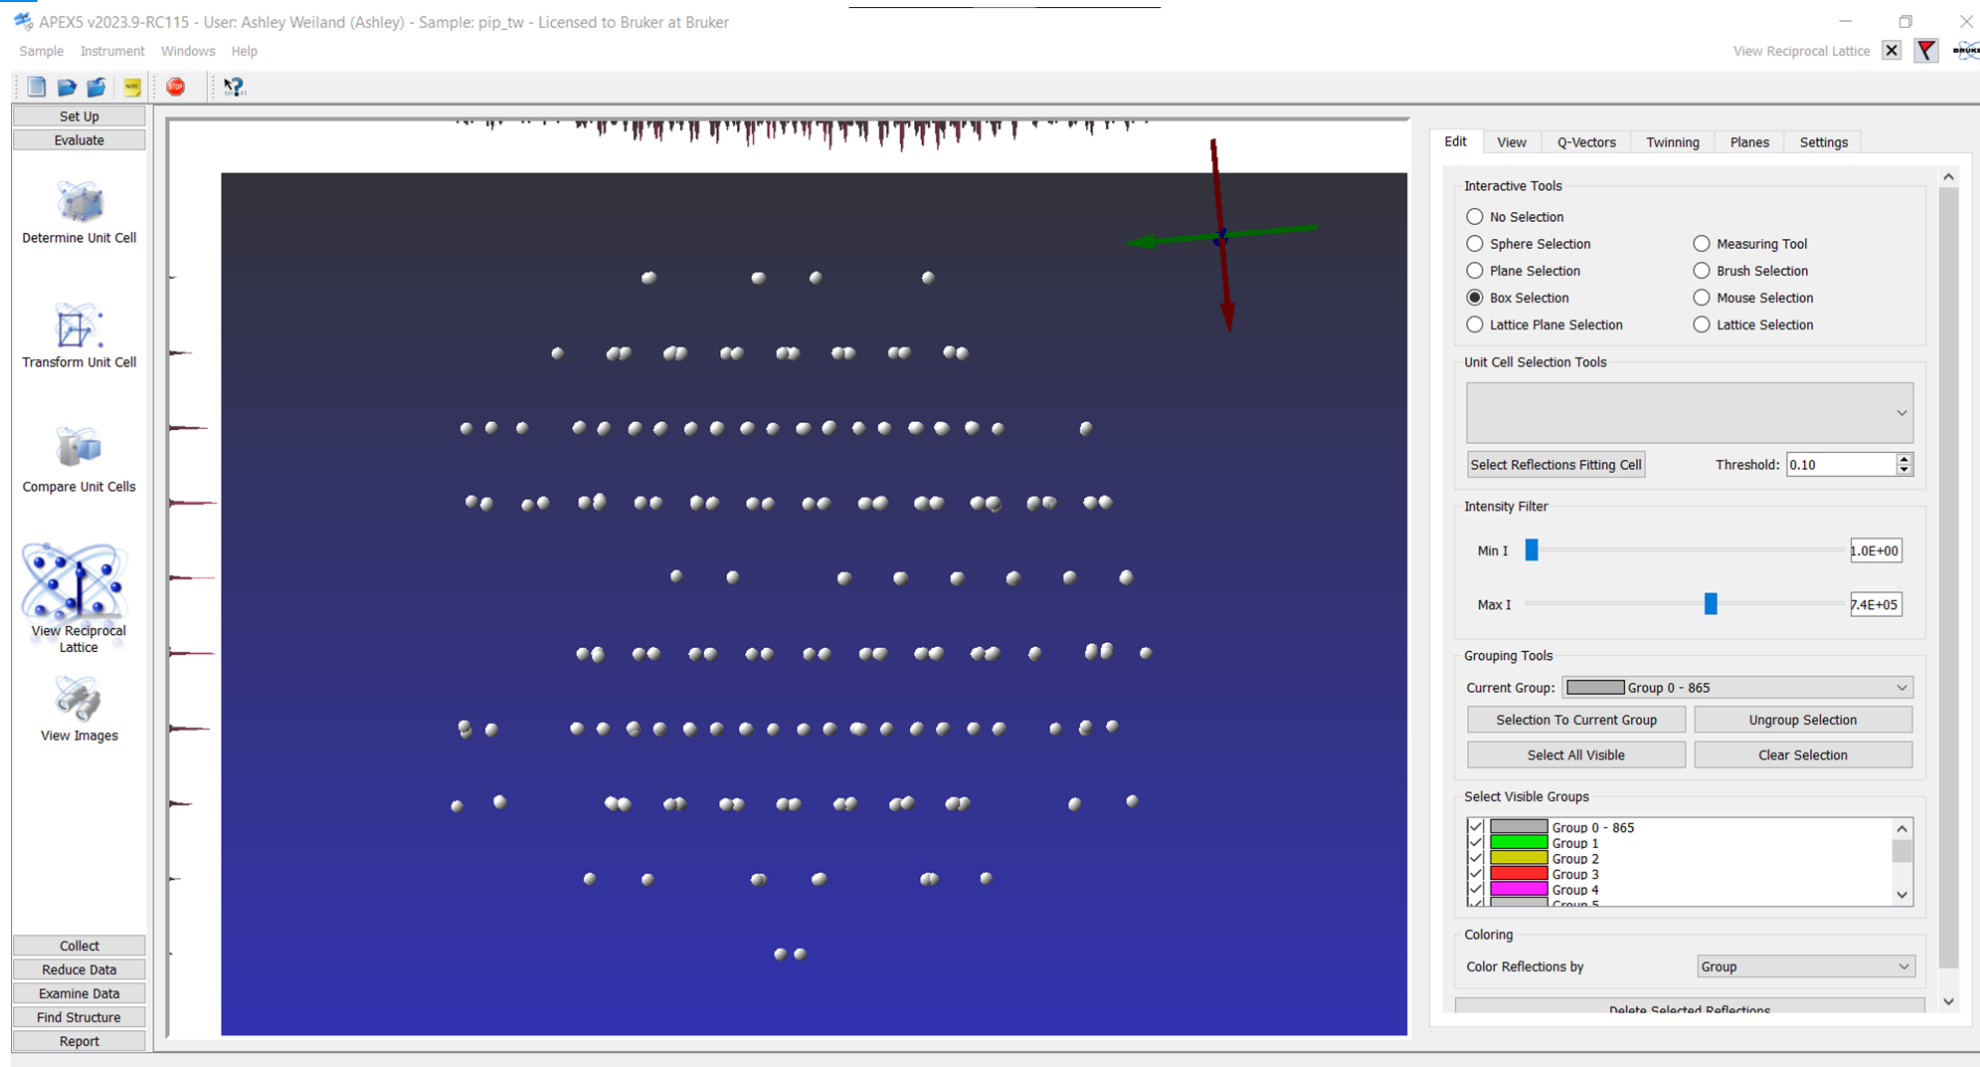 APEX5 v2023.9-RC115 - User: Ashley Weiland (Ashley) - Sample: pip_tw - Licensed to Bruker at Bruker
Sample Instrument Windows Help
View Reciprocal Lattice
NOTE
STOP
Set Up
Evaluate
Determine Unit Cell
Transform Unit Cell
Compare Unit Cells
View Reciprocal
Lattice
View Images
Collect
Reduce Data
Examine Data
Find Structure
Report
Edit View Q-Vectors Twinning Planes Settings
Interactive Tools
No Selection
Sphere Selection Measuring Tool
Plane Selection Brush Selection
Box Selection Mouse Selection
Lattice Plane Selection Lattice Selection
Unit Cell Selection Tools
Select Reflections Fitting Cell Threshold: 0.10
Intensity Filter
Min I 1.0E+00
Max I 7.4E+05
Grouping Tools
Current Group: Group 0 - 865
Selection To Current Group Ungroup Selection
Select All Visible Clear Selection
Select Visible Groups
Group 0 - 865
Group 1
Group 2
Group 3
Group 4
Group 5
Coloring
Color Reflections by Group
Delete Selected Reflections